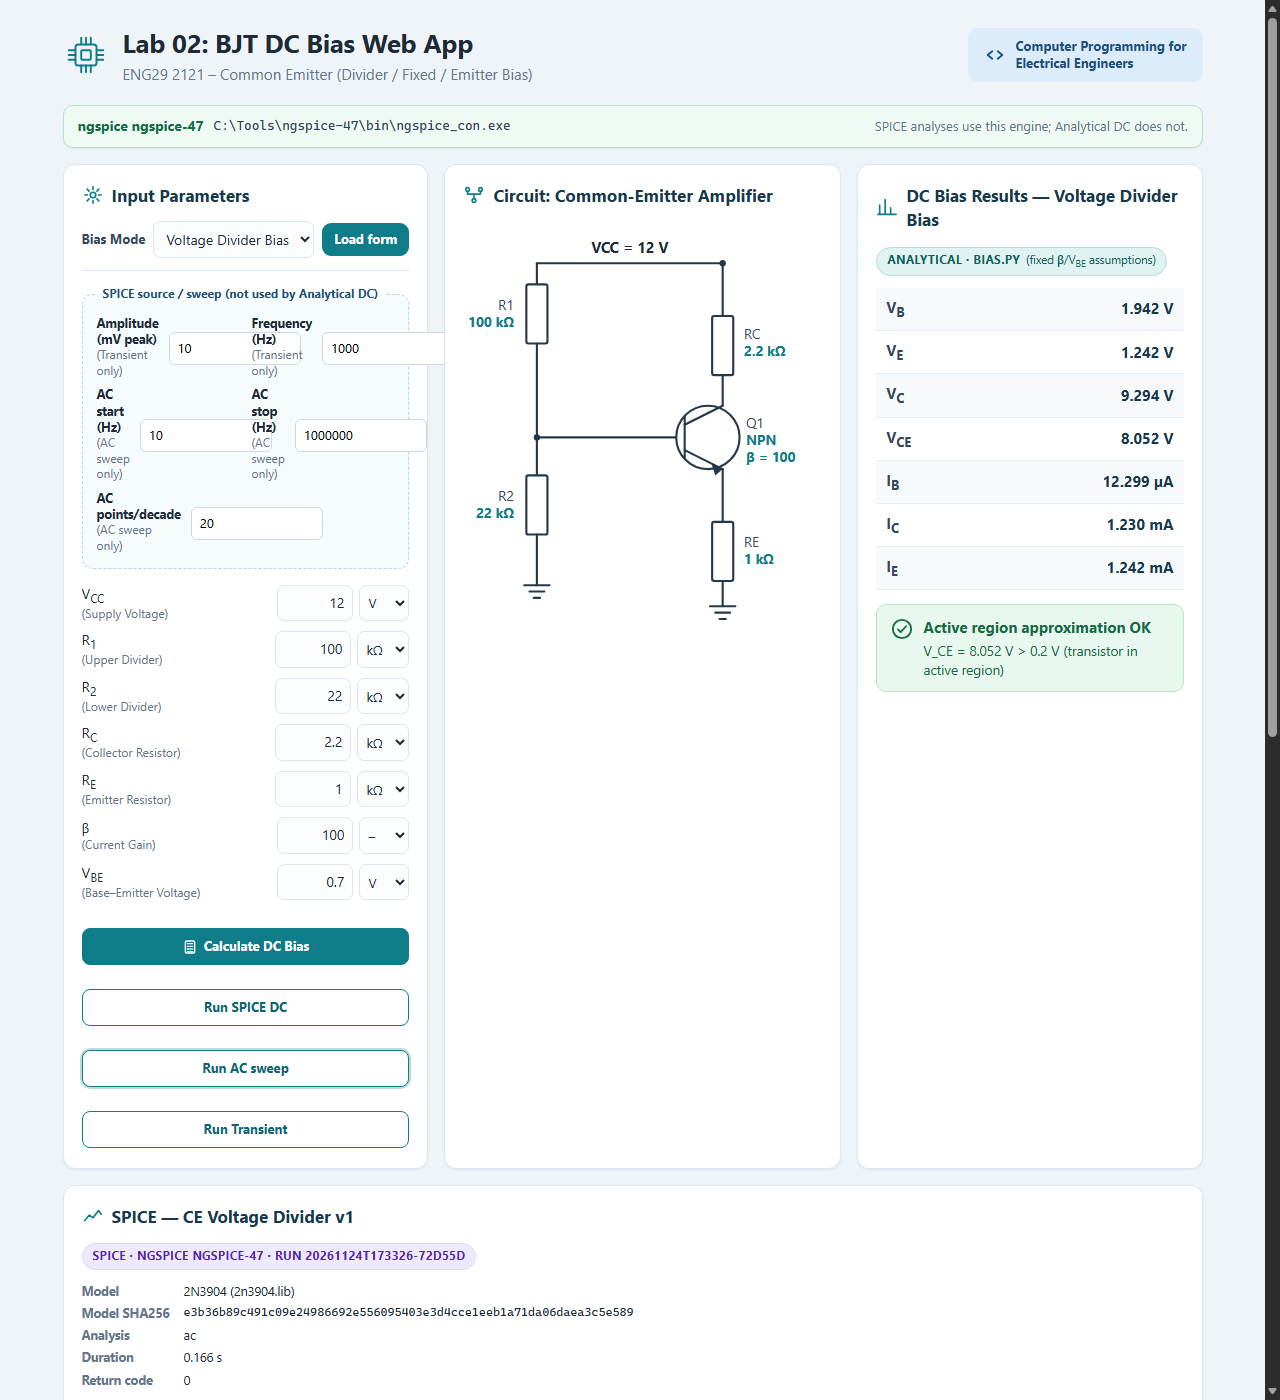 Lab 02: BJT DC Bias Web App
ENG29 2121 – Common Emitter (Divider / Fixed / Emitter Bias)
Computer Programming for
Electrical Engineers
ngspice ngspice-47 C:\Tools\ngspice-47\bin\ngspice_con.exe
SPICE analyses use this engine; Analytical DC does not.
Input Parameters
Bias Mode
Voltage Divider Bias
Load form
SPICE source / sweep (not used by Analytical DC)
Amplitude
(mV peak)
(Transient
only)
10
Frequency
(Hz)
(Transient
only)
1000
AC
start
(Hz)
(AC
sweep
only)
10
AC
stop
(Hz)
(AC
sweep
only)
1000000
AC
points/decade
(AC sweep
only)
20
VCC
(Supply Voltage)
12
V
R1
(Upper Divider)
100
kΩ
R2
(Lower Divider)
22
kΩ
RC
(Collector Resistor)
2.2
kΩ
RE
(Emitter Resistor)
1
kΩ
β
(Current Gain)
100
–
VBE
(Base–Emitter Voltage)
0.7
V
Calculate DC Bias
Run SPICE DC
Run AC sweep
Run Transient
Circuit: Common-Emitter Amplifier
VCC = 12 V
R1
100 kΩ
RC
2.2 kΩ
Q1
NPN
β = 100
R2
22 kΩ
RE
1 kΩ
DC Bias Results — Voltage Divider
Bias
ANALYTICAL · BIAS.PY (fixed β/VBE assumptions)
VB 1.942 V
VE 1.242 V
VC 9.294 V
VCE 8.052 V
IB 12.299 µA
IC 1.230 mA
IE 1.242 mA
Active region approximation OK
V_CE = 8.052 V > 0.2 V (transistor in
active region)
SPICE — CE Voltage Divider v1
SPICE · NGSPICE NGSPICE-47 · RUN 20261124T173326-72D55D
Model 2N3904 (2n3904.lib)
Model SHA256 e3b36b89c491c09e24986692e556095403e3d4cce1eeb1a71da06daea3c5e589
Analysis ac
Duration 0.166 s
Return code 0